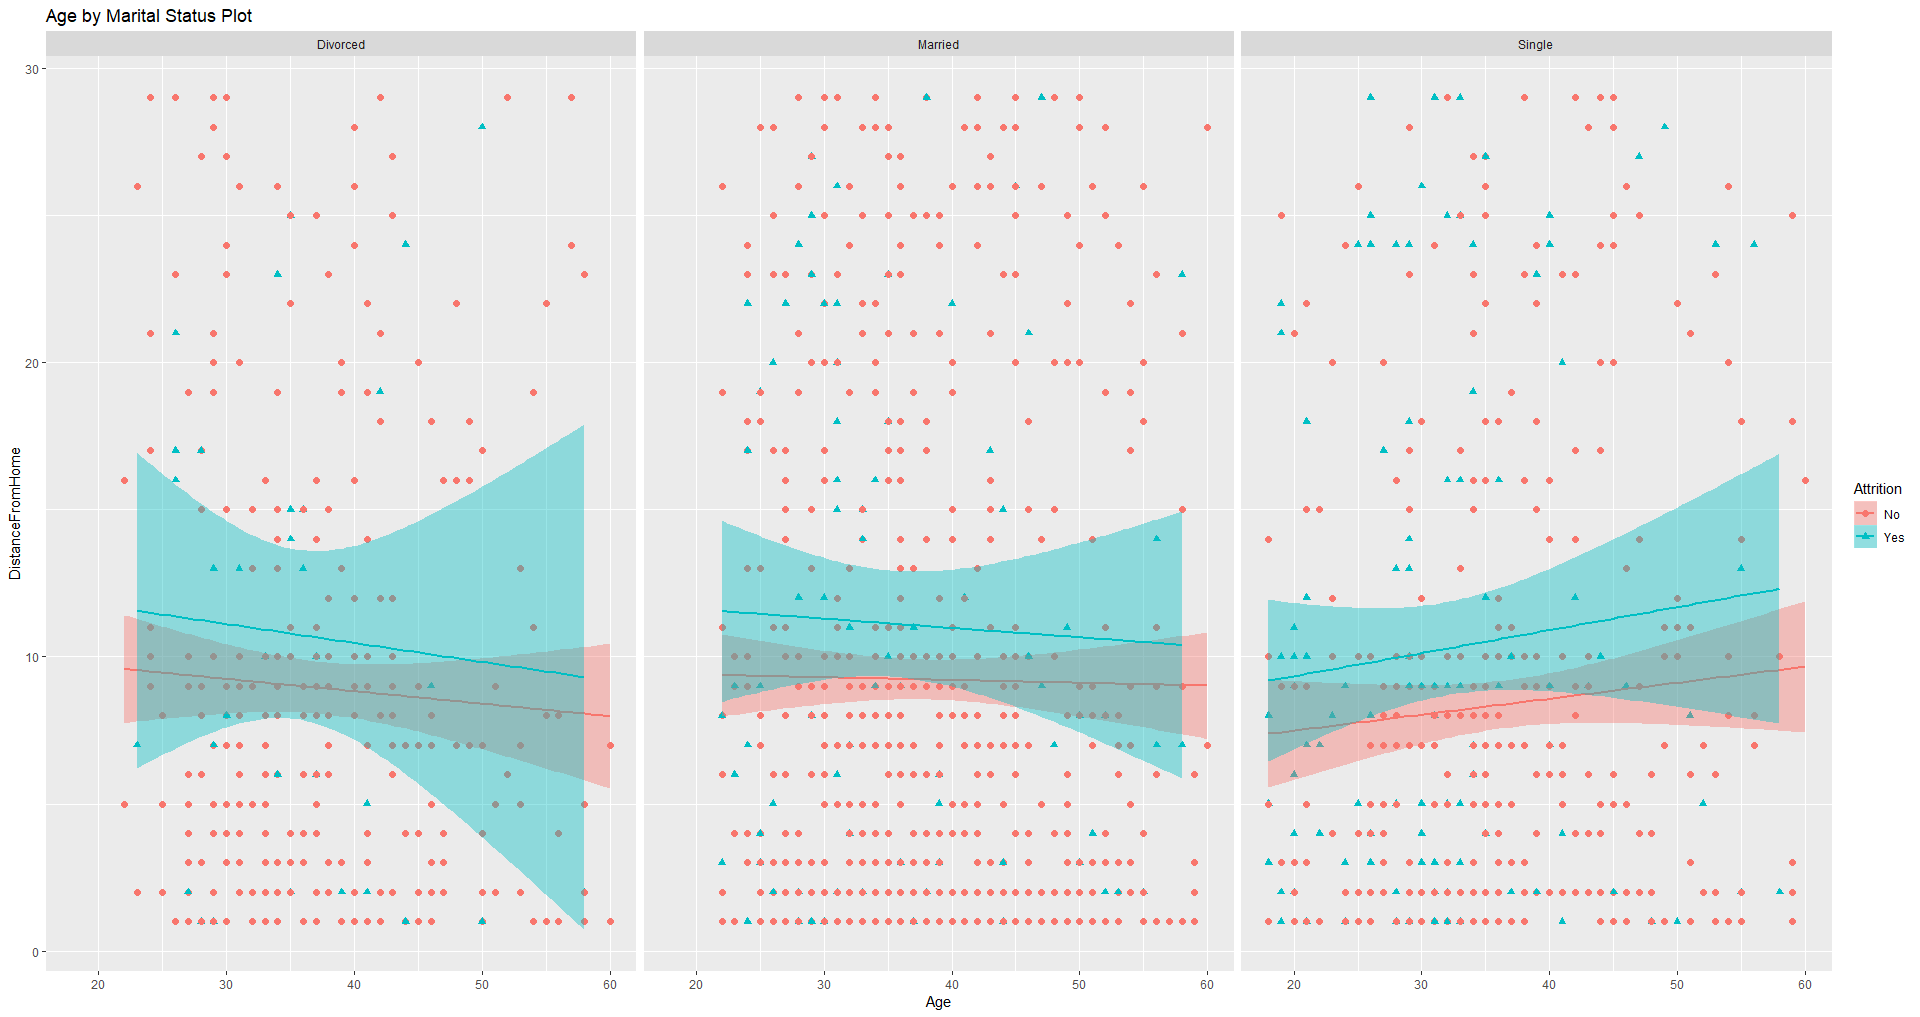 Age by Marital Status Plot
Divorced Married Single
30
20
10
0
DistanceFromHome
20 30 40 50 60 20 30 40 50 60 20 30 40 50 60
Age
Attrition
No
Yes